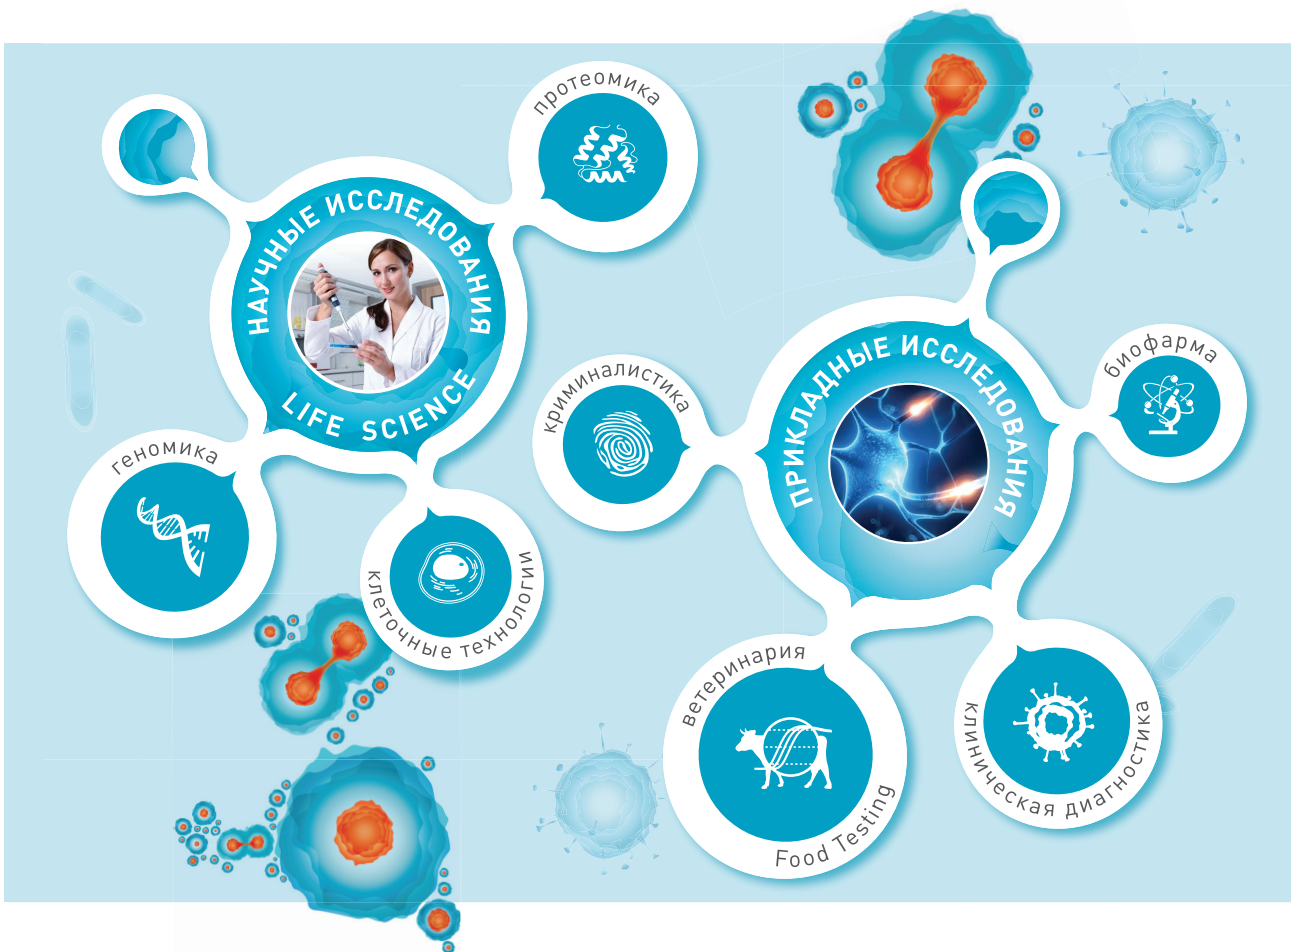 НАУЧНЫЕ ИССЛЕДОВАНИЯ
LIFE SCIENCE
протеомика
геномика
клеточные технологии
ПРИКЛАДНЫЕ ИССЛЕДОВАНИЯ
криминалистика
биофарма
ветеринария
Food Testing
клиническая диагностика